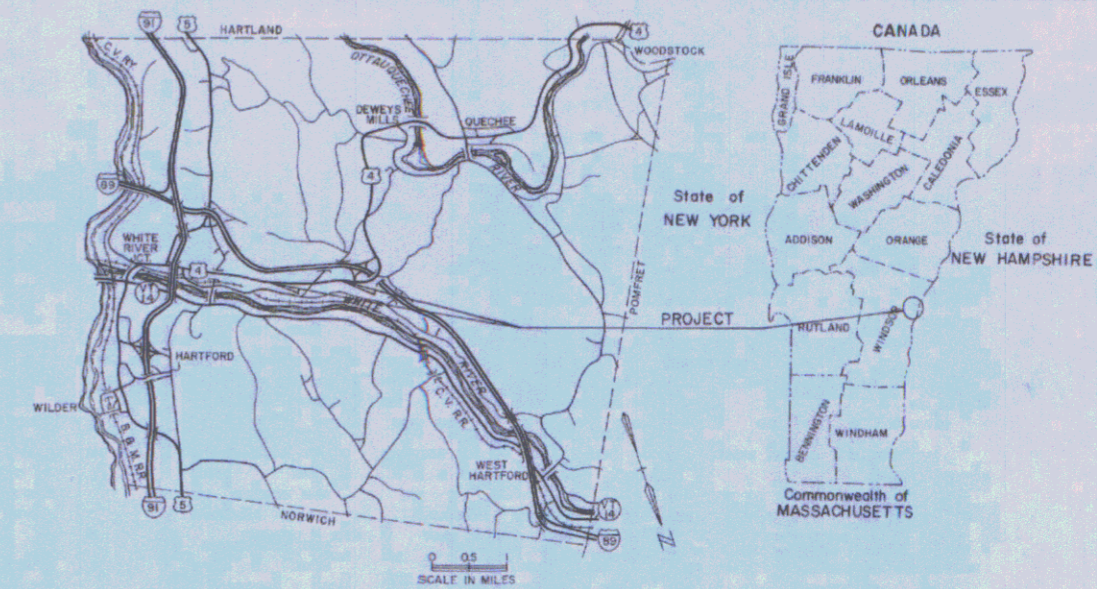 91
5
HARTLAND
4
WOODSTOCK
C.V. RY.
OTTAUQUECHEE
DEWEYS
MILLS
QUECHEE
RIVER
4
89
WHITE
RIVER
JCT.
4
VT
14
WHITE
RIVER
C.V. RR.
HARTFORD
WILDER
B.& M. RR.
WEST
HARTFORD
POMFRET
91
5
NORWICH
VT
14
89
0 0.5 1
SCALE IN MILES
N
PROJECT
CANADA
GRAND ISLE
FRANKLIN
ORLEANS
ESSEX
LAMOILLE
CHITTENDEN
WASHINGTON
CALEDONIA
State of
NEW YORK
ADDISON
ORANGE
State of
NEW HAMPSHIRE
RUTLAND
WINDSOR
BENNINGTON
WINDHAM
Commonwealth of
MASSACHUSETTS